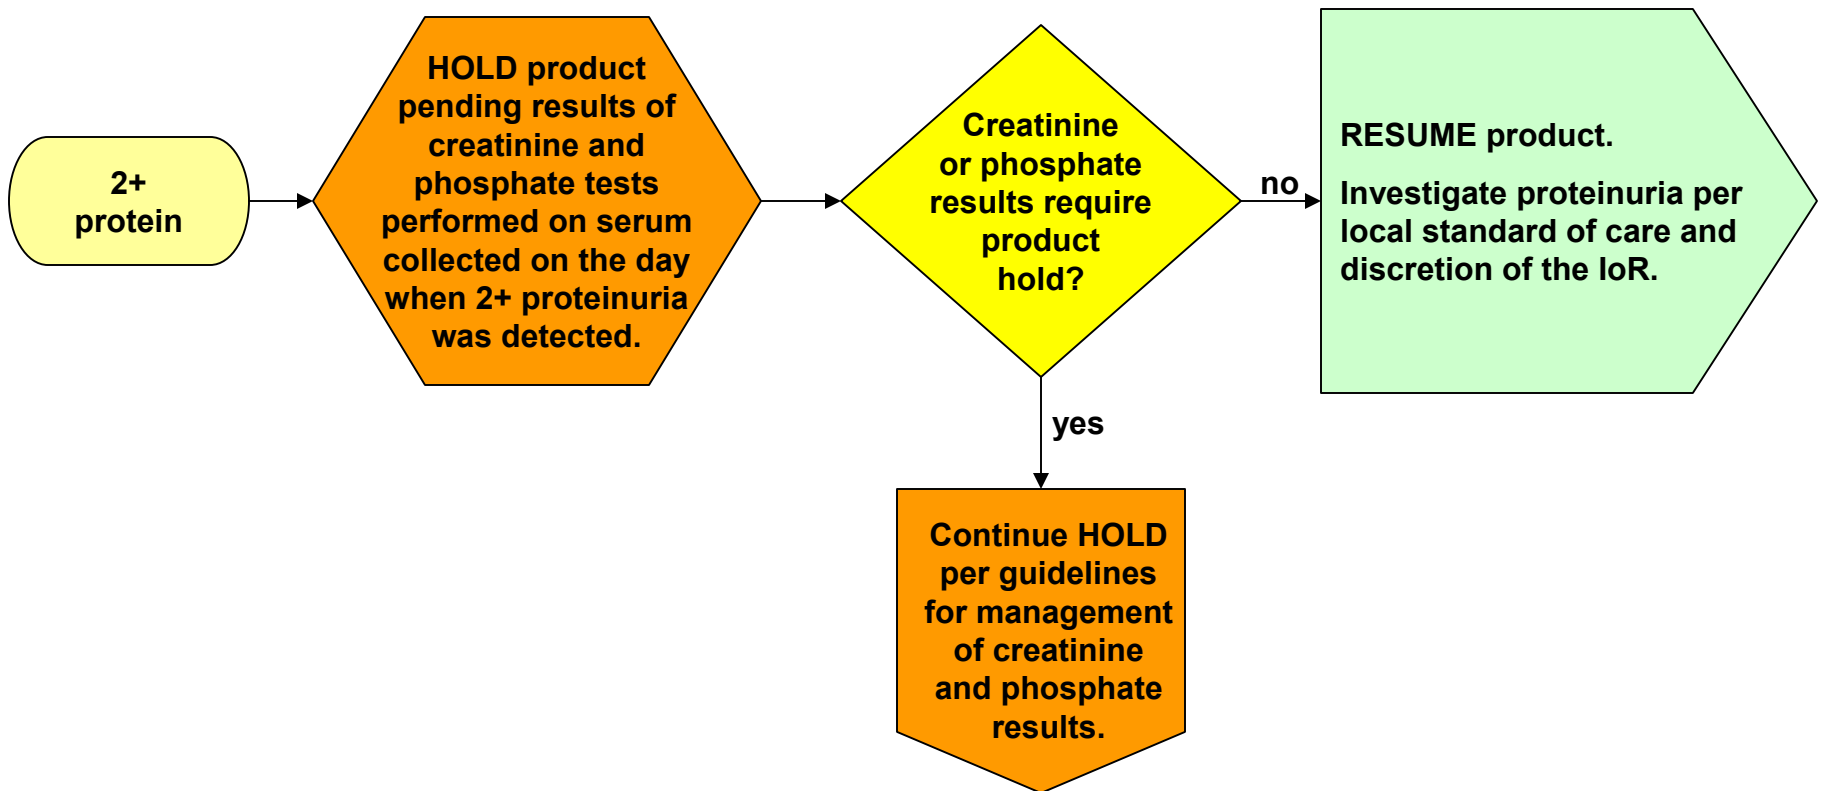 2+
protein
HOLD product
pending results of
creatinine and
phosphate tests
performed on serum
collected on the day
when 2+ proteinuria
was detected.
Creatinine
or phosphate
results require
product
hold?
no
RESUME product.
Investigate proteinuria per
local standard of care and
discretion of the IoR.
yes
Continue HOLD
per guidelines
for management
of creatinine
and phosphate
results.